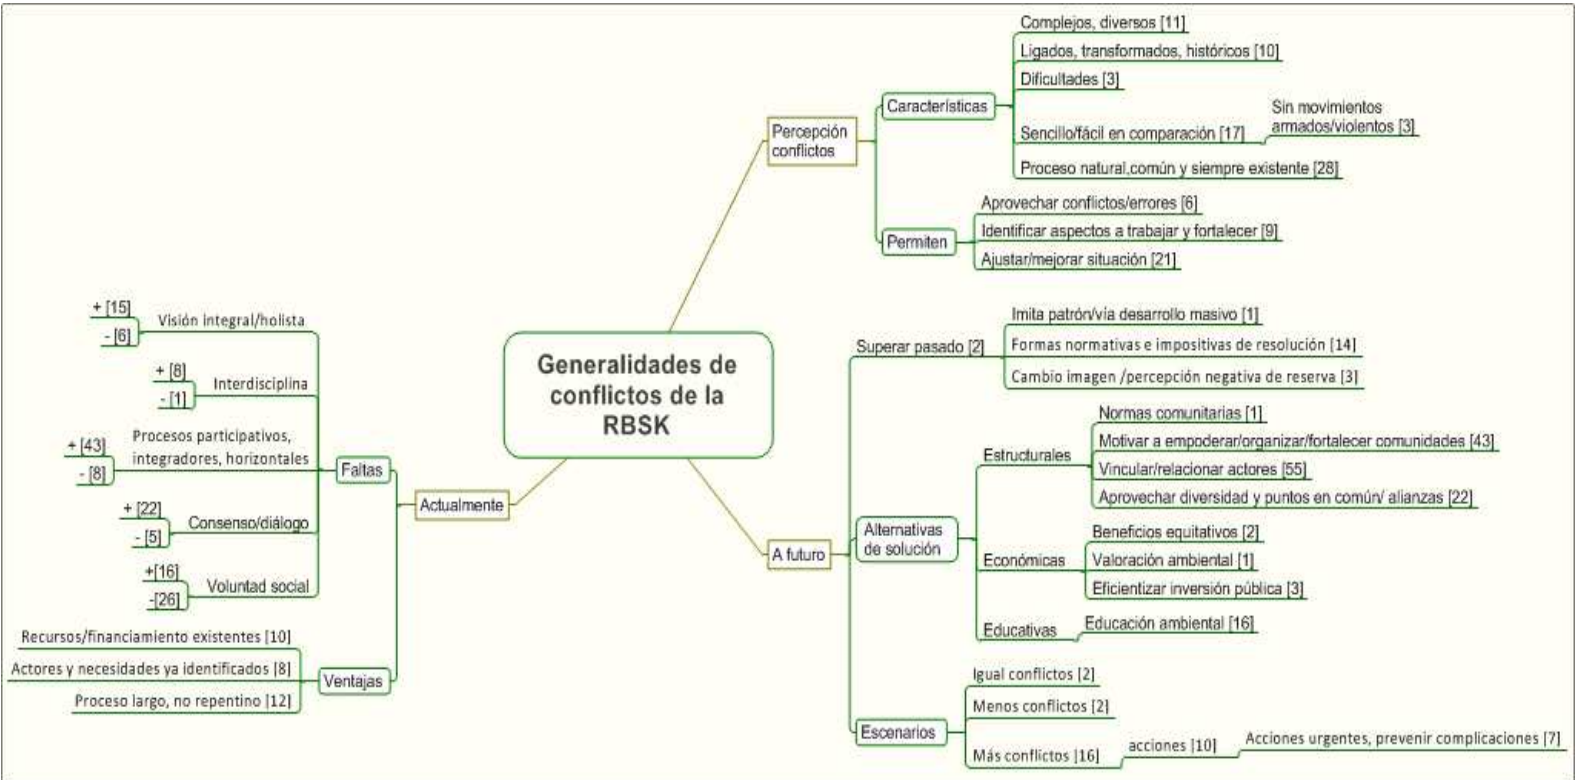 Generalidades de
conflictos de la
RBSK
Percepción
conflictos
Características
Complejos, diversos [11]
Ligados, transformados, históricos [10]
Dificultades [3]
Sencillo/fácil en comparación [17]
Sin movimientos
armados/violentos [3]
Proceso natural,común y siempre existente [28]
Permiten
Aprovechar conflictos/errores [6]
Identificar aspectos a trabajar y fortalecer [9]
Ajustar/mejorar situación [21]
A futuro
Superar pasado [2]
Imita patrón/vía desarrollo masivo [1]
Formas normativas e impositivas de resolución [14]
Cambio imagen /percepción negativa de reserva [3]
Alternativas
de solución
Estructurales
Normas comunitarias [1]
Motivar a empoderar/organizar/fortalecer comunidades [43]
Vincular/relacionar actores [55]
Aprovechar diversidad y puntos en común/ alianzas [22]
Económicas
Beneficios equitativos [2]
Valoración ambiental [1]
Eficientizar inversión pública [3]
Educativas
Educación ambiental [16]
Escenarios
Igual conflictos [2]
Menos conflictos [2]
Más conflictos [16]
acciones [10]
Acciones urgentes, prevenir complicaciones [7]
Actualmente
Faltas
Visión integral/holista
+ [15]
- [6]
Interdisciplina
+ [8]
- [1]
Procesos participativos,
integradores, horizontales
+ [43]
- [8]
Consenso/diálogo
+ [22]
- [5]
Voluntad social
+[16]
-[26]
Ventajas
Recursos/financiamiento existentes [10]
Actores y necesidades ya identificados [8]
Proceso largo, no repentino [12]